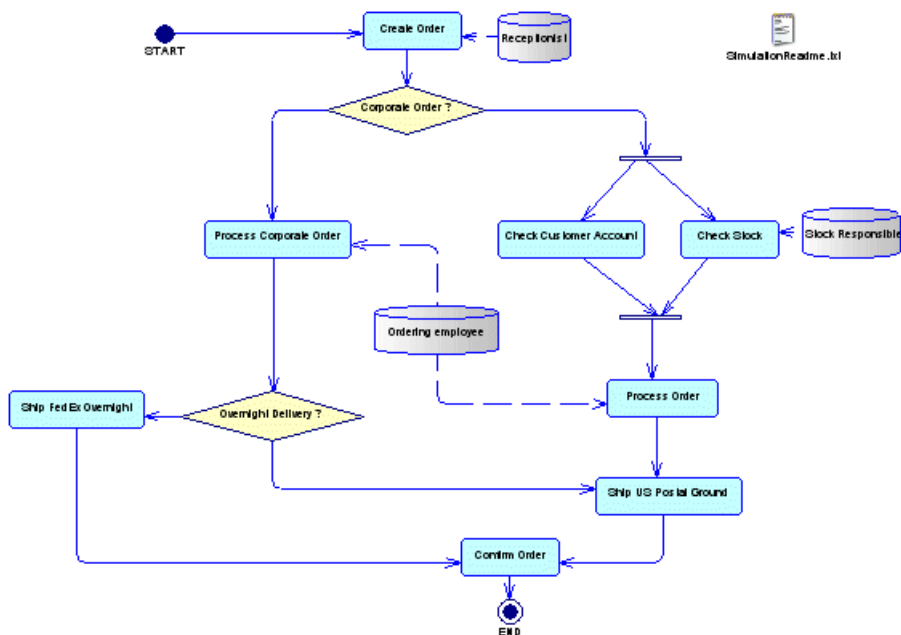 Create Order
Receptionist
START
SimulationReadme.txt
Corporate Order ?
Process Corporate Order
Check Customer Account
Check Stock
Stock Responsible
Ordering employee
Ship FedEx Overnight
Overnight Delivery ?
Process Order
Ship US Postal Ground
Confirm Order
END